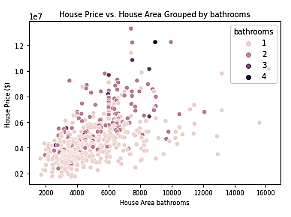 House Price vs. House Area Grouped by bathrooms
1e7
bathrooms
1
2
3
4
1.2
1.0
0.8
0.6
0.4
0.2
House Price ($)
2000 4000 6000 8000 10000 12000 14000 16000
House Area bathrooms